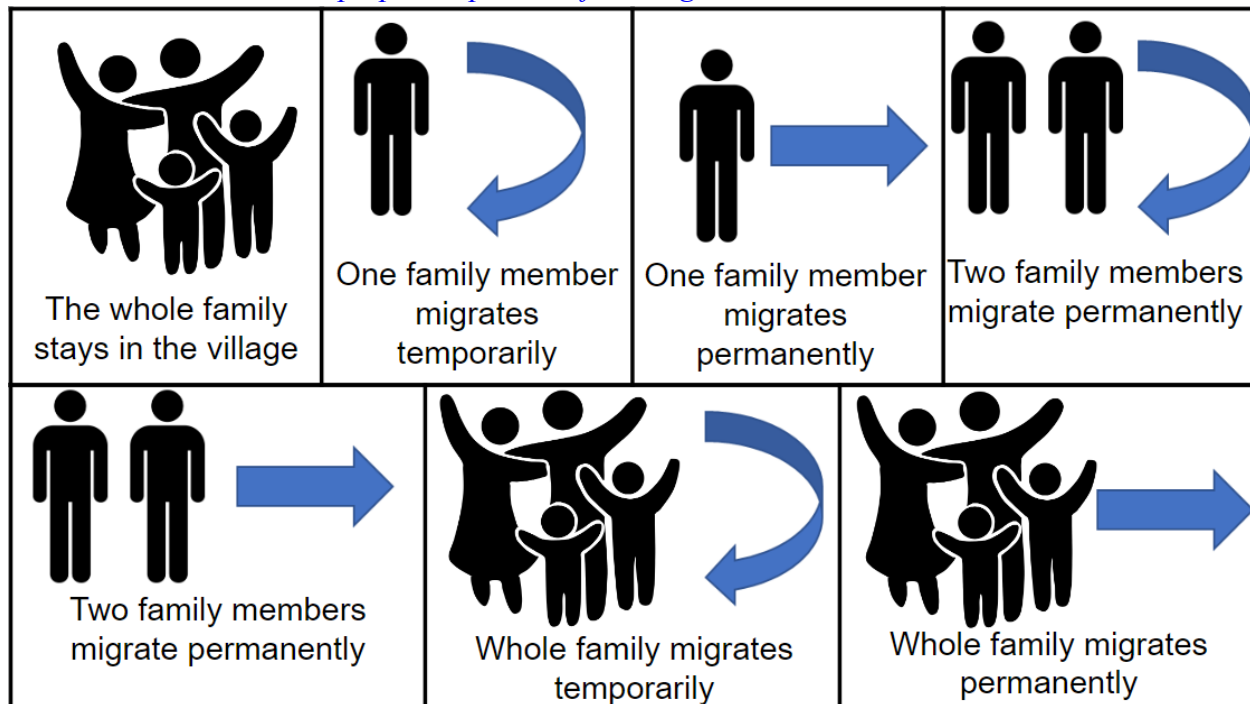 The whole family
stays in the village
One family member
migrates
temporarily
One family member
migrates
permanently
Two family members
migrate permanently
Two family members
migrate permanently
Whole family migrates
temporarily
Whole family migrates
permanently